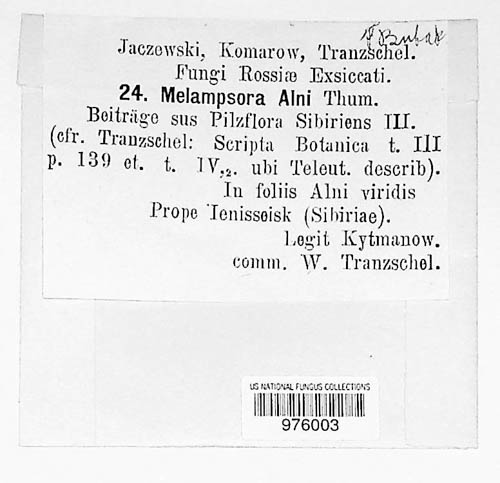 F Bubak
Jaczewski, Komarow, Tranzschel.
Fungi Rossiæ Exsiccati.
24. Melampsora Alni Thum.
Beiträge sus Pilzflora Sibiriens III.
(cfr. Tranzschel: Scripta Botanica t. III
p. 139 et. t. IV,₂. ubi Teleut. describ).
In foliis Alni viridis
Prope Jenisseisk (Sibiriae).
Legit Kytmanow.
comm. W. Tranzschel.
US NATIONAL FUNGUS COLLECTIONS
976003